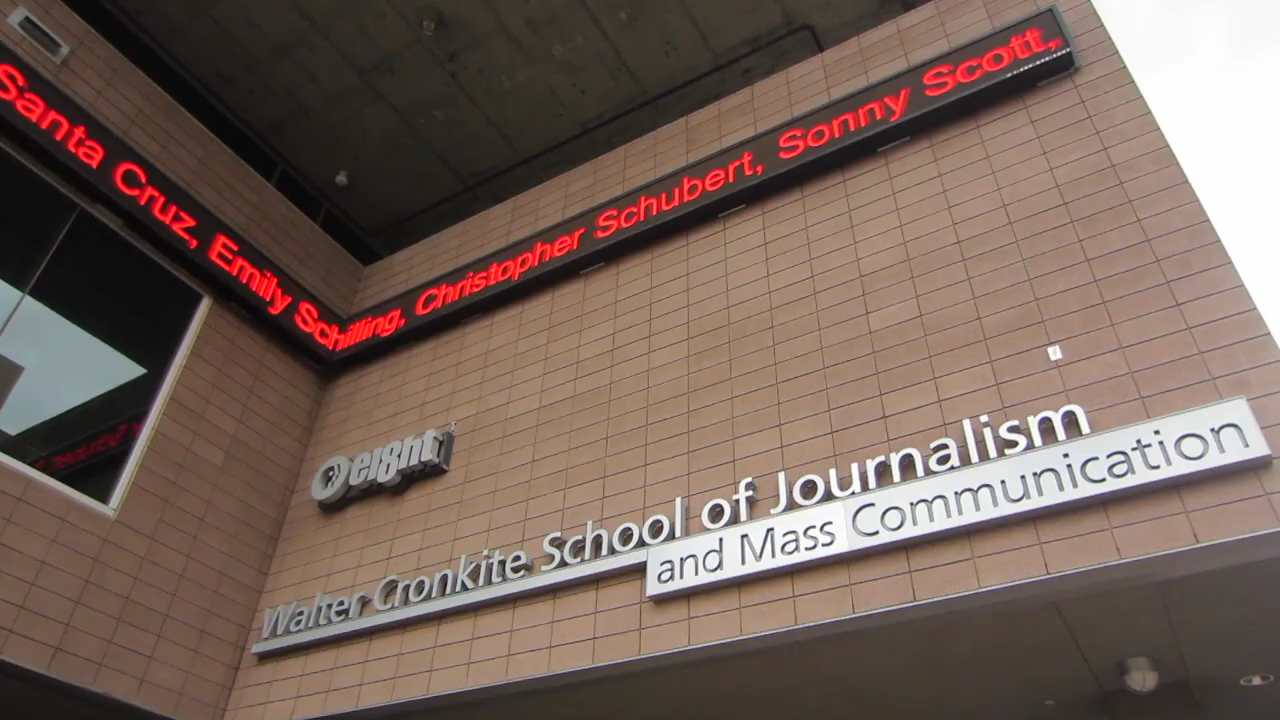 Santa Cruz, Emily Schilling, Christopher Schubert, Sonny Scott,
eight
Walter Cronkite School of Journalism
and Mass Communication